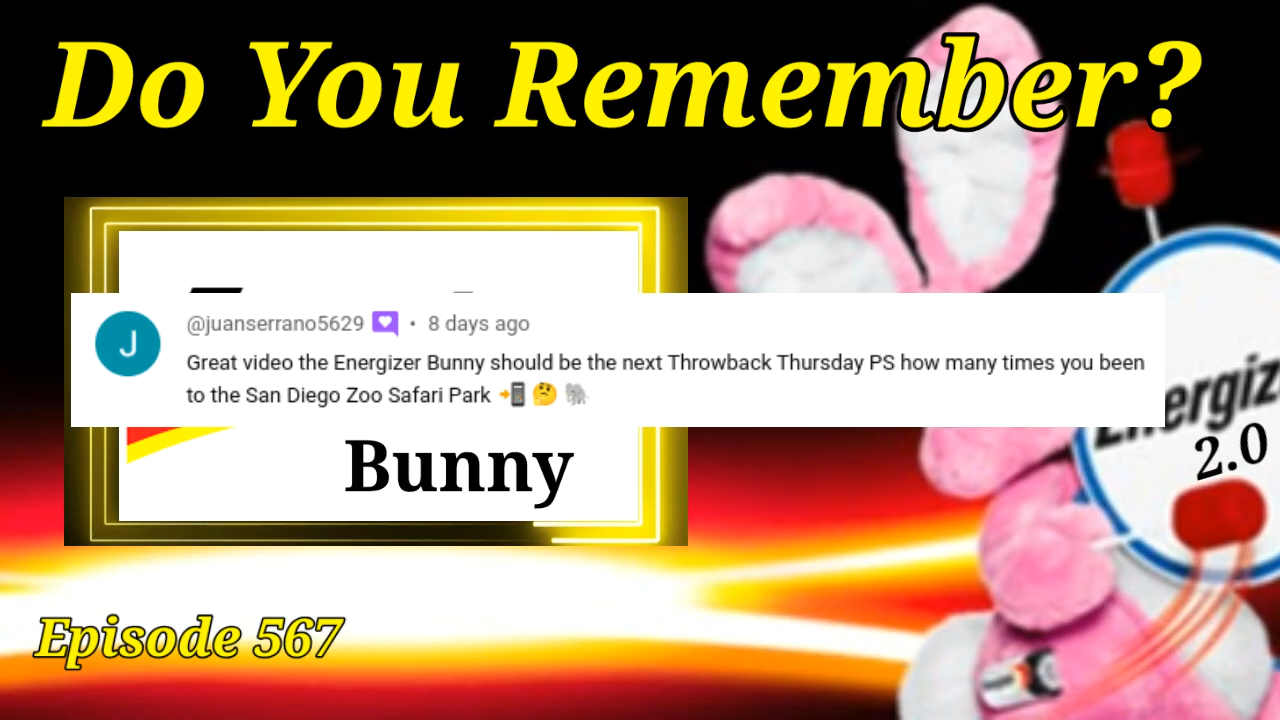 Do You Remember?
@juanserrano5629 • 8 days ago
J
Great video the Energizer Bunny should be the next Throwback Thursday PS how many times you been
to the San Diego Zoo Safari Park 📲 🤔 🐘
Bunny
2.0
Episode 567